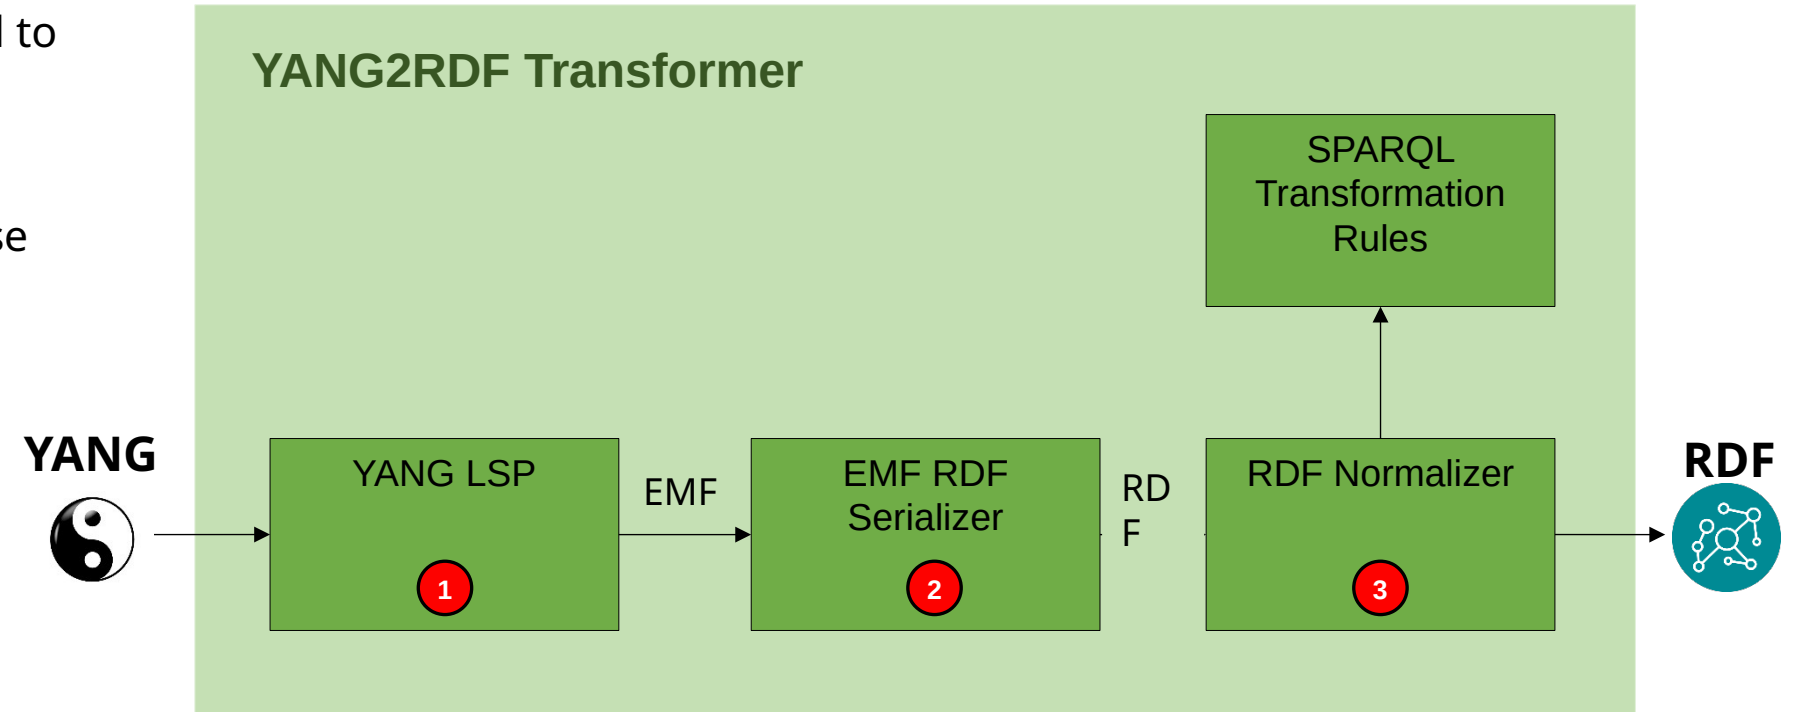 to
YANG2RDF Transformer
SPARQL
Transformation
Rules
se
YANG
YANG LSP
1
EMF
EMF RDF
Serializer
2
RD
F
RDF Normalizer
3
RDF